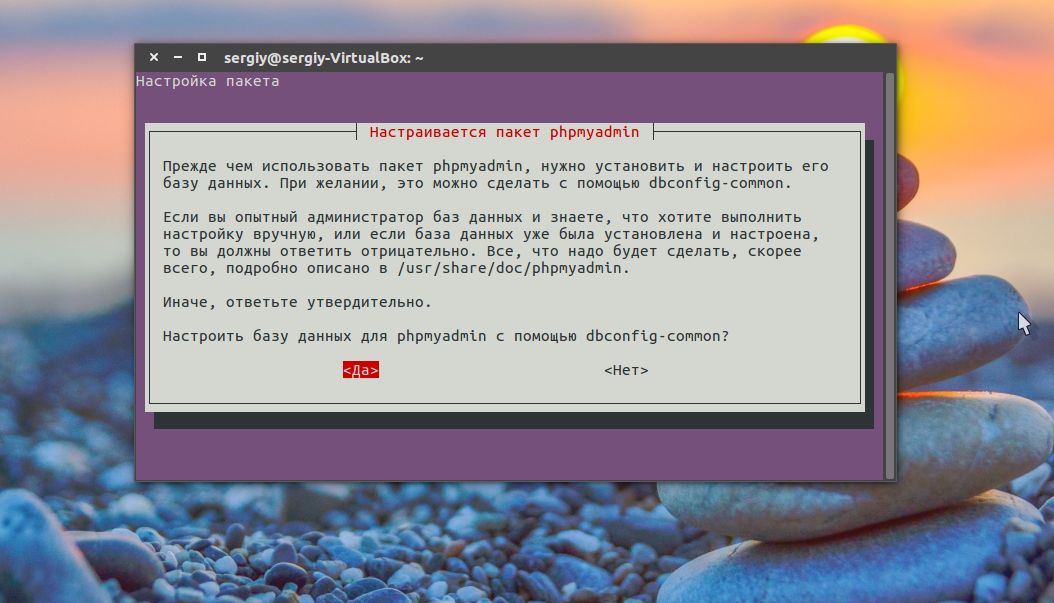 sergiy@sergiy-VirtualBox: ~
Настройка пакета
Настраивается пакет phpmyadmin
Прежде чем использовать пакет phpmyadmin, нужно установить и настроить его
базу данных. При желании, это можно сделать с помощью dbconfig-common.
Если вы опытный администратор баз данных и знаете, что хотите выполнить
настройку вручную, или если база данных уже была установлена и настроена,
то вы должны ответить отрицательно. Все, что надо будет сделать, скорее
всего, подробно описано в /usr/share/doc/phpmyadmin.
Иначе, ответьте утвердительно.
Настроить базу данных для phpmyadmin с помощью dbconfig-common?
<Да> <Нет>